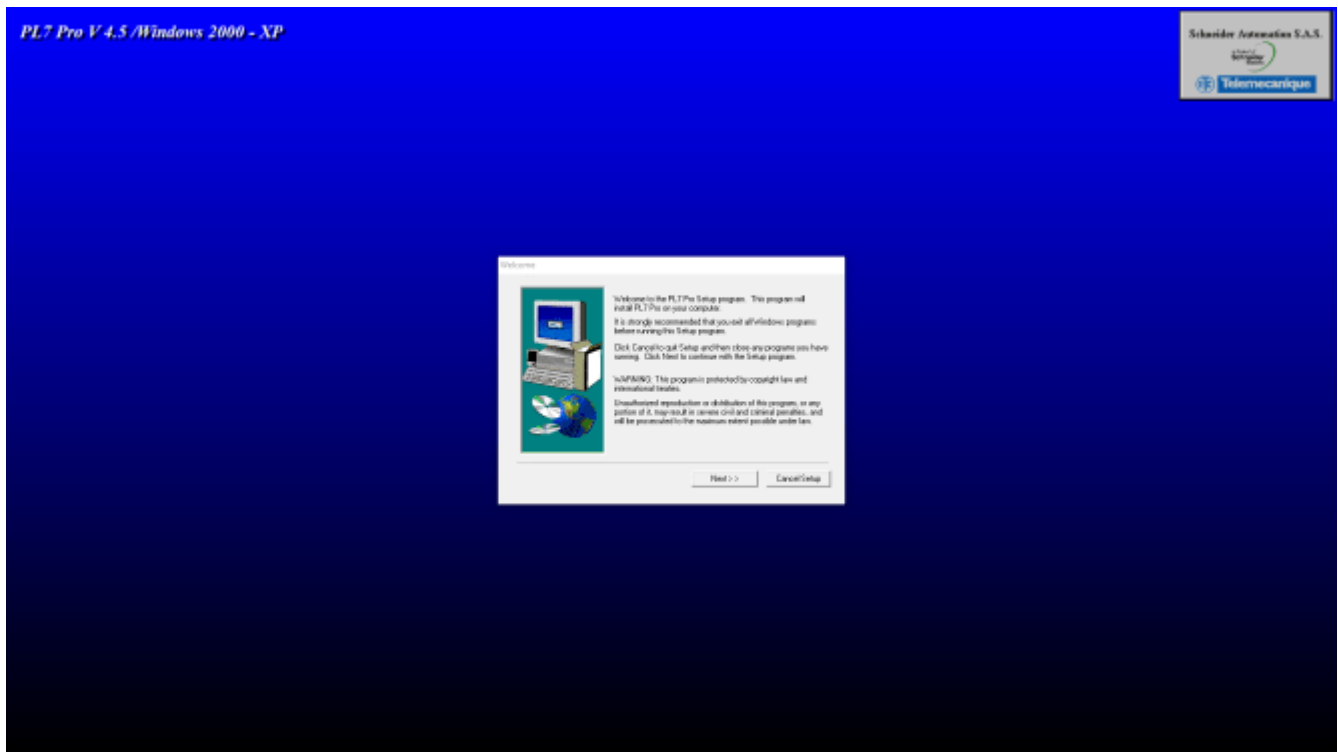 PL7 Pro V 4.5 /Windows 2000 - XP
Schneider Automation S.A.S.
Schneider
Telemecanique
Welcome
Welcome to the PL7 Pro Setup program. This program will
install PL7 Pro on your computer.
It is strongly recommended that you exit all Windows programs
before running this Setup program.
Click Cancel to quit Setup and then close any programs you have
running. Click Next to continue with the Setup program.
WARNING: This program is protected by copyright law and
international treaties.
Unauthorized reproduction or distribution of this program, or any
portion of it, may result in severe civil and criminal penalties, and
will be prosecuted to the maximum extent possible under law.
Next >>
Cancel Setup